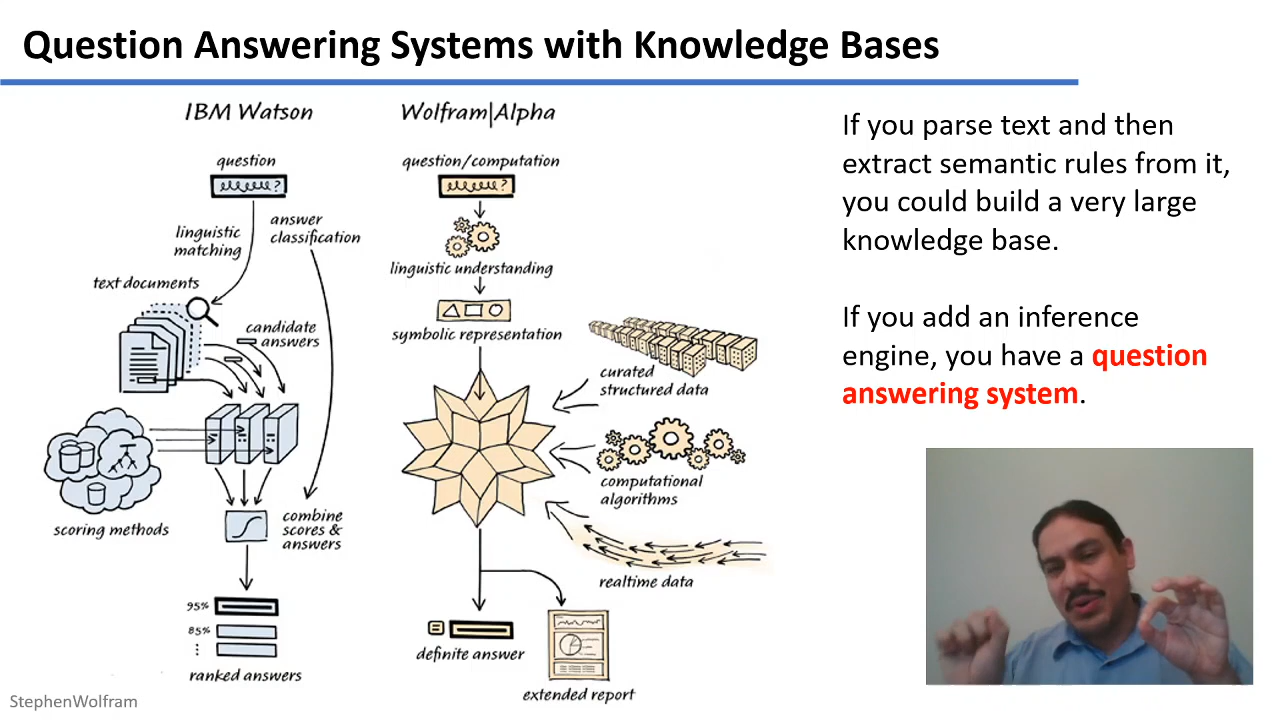 Question Answering Systems with Knowledge Bases
IBM Watson
question
?
linguistic
matching
answer
classification
text documents
candidate
answers
scoring methods
combine
scores &
answers
95%
85%
ranked answers
Wolfram|Alpha
question/computation
?
linguistic understanding
symbolic representation
curated
structured data
computational
algorithms
realtime data
definite answer
extended report
If you parse text and then
extract semantic rules from it,
you could build a very large
knowledge base.
If you add an inference
engine, you have a question
answering system.
StephenWolfram